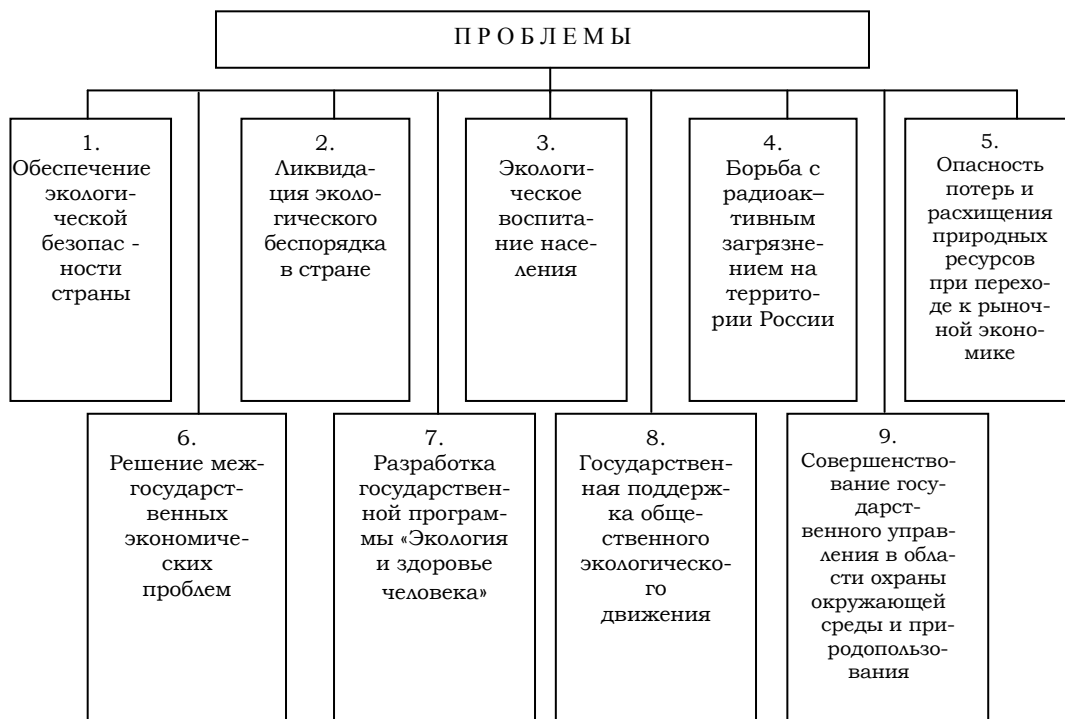 ПРОБЛЕМЫ
1.
Обеспечение
экологи-
ческой
безопас -
ности
страны
2.
Ликвида-
ция эколо-
гического
беспорядка
в стране
3.
Экологи-
ческое
воспита-
ние насе-
ления
4.
Борьба с
радиоак–
тивным
загрязне-
нием на
террито-
рии России
5.
Опасность
потерь и
расхищения
природных
ресурсов
при перехо-
де к рыноч-
ной эконо-
мике
6.
Решение меж-
государст-
венных
экономиче-
ских
проблем
7.
Разработка
государствен-
ной програм-
мы «Экология
и здоровье
человека»
8.
Государствен-
ная поддерж-
ка обще-
ственного
экологическо-
го
движения
9.
Совершенство-
вание госу-
дарст-
венного управ-
ления в обла-
сти охраны
окружающей
среды и при-
родопользо-
вания